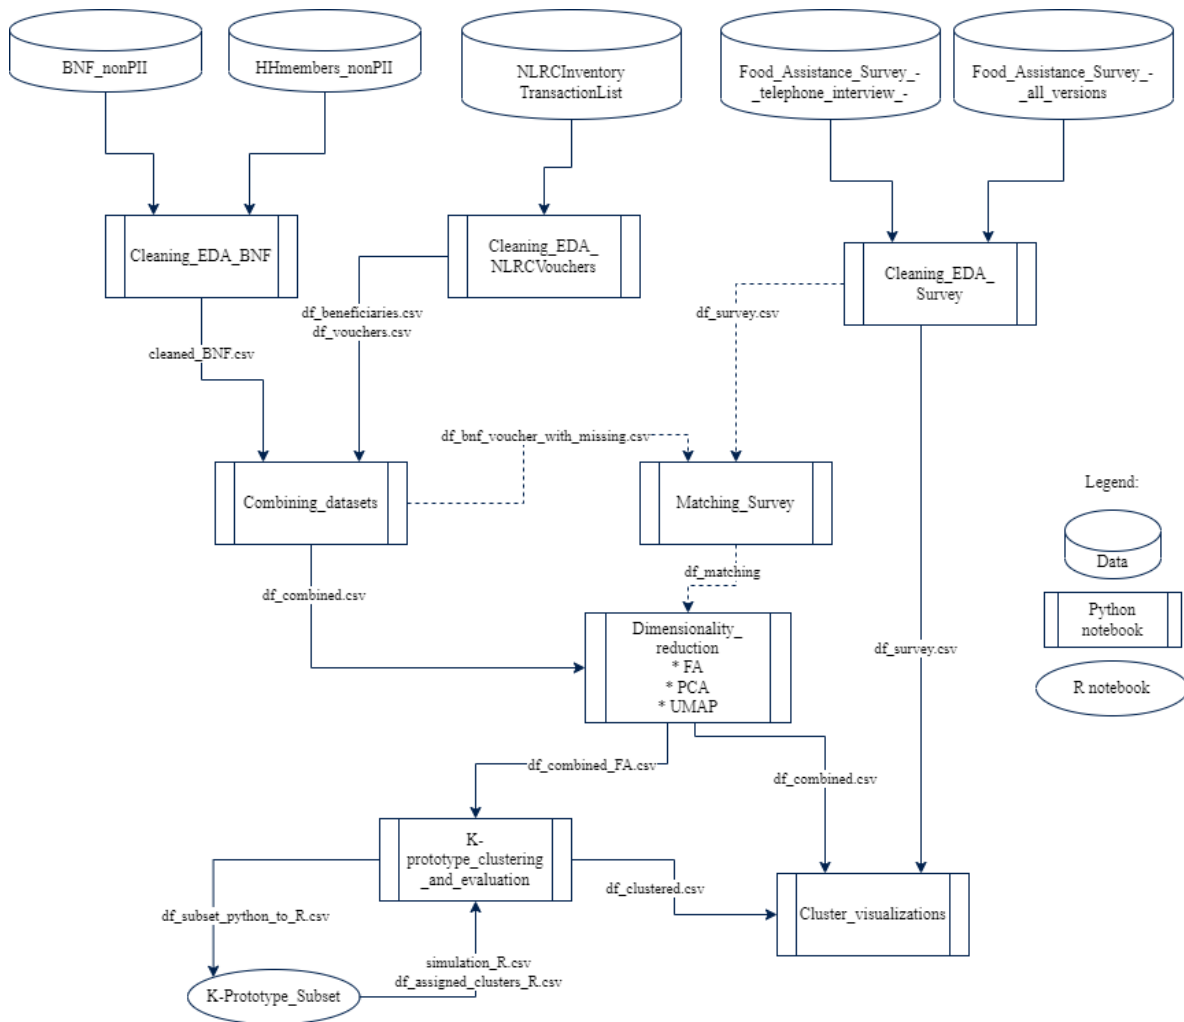 BNF_nonPII
HHmembers_nonPII
NLRCInventory
TransactionList
Food_Assistance_Survey_-
_telephone_interview_-
Food_Assistance_Survey_-
_all_versions
Cleaning_EDA_BNF
Cleaning_EDA_
NLRCVouchers
Cleaning_EDA_
Survey
df_beneficiaries.csv
df_vouchers.csv
df_survey.csv
cleaned_BNF.csv
df_bnf_voucher_with_missing.csv
Combining_datasets
Matching_Survey
Legend:
Data
Python
notebook
R notebook
df_matching
df_combined.csv
Dimensionality_
reduction
* FA
* PCA
* UMAP
df_survey.csv
df_combined_FA.csv
df_combined.csv
K-
prototype_clustering
_and_evaluation
df_clustered.csv
Cluster_visualizations
df_subset_python_to_R.csv
simulation_R.csv
df_assigned_clusters_R.csv
K-Prototype_Subset